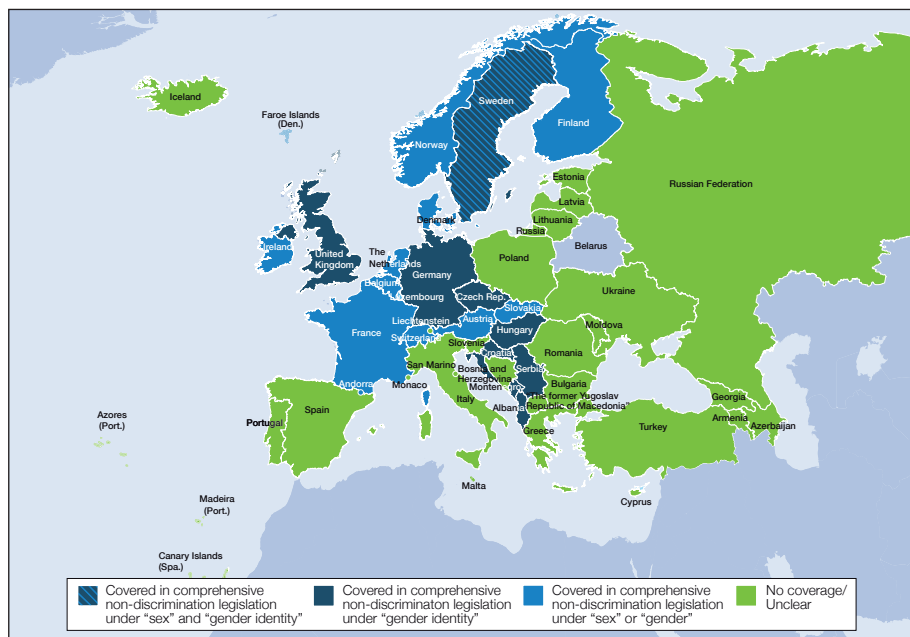 Iceland
Faroe Islands
(Den.)
Sweden
Finland
Norway
Russian Federation
Estonia
Latvia
Denmark
Lithuania
Russia
Belarus
Ireland
United
Kingdom
The
Netherlands
Germany
Poland
Belgium
Ukraine
Luxembourg
Czech Rep.
Slovakia
Liechtenstein
Austria
Moldova
France
Hungary
Switzerland
Slovenia
Croatia
Romania
San Marino
Bosnia and
Herzegovina
Serbia
Andorra
Monaco
Montenegro
Bulgaria
Italy
"The former Yugoslav
Republic of Macedonia"
Georgia
Albania
Armenia
Azerbaijan
Portugal
Spain
Greece
Turkey
Azores
(Port.)
Malta
Cyprus
Madeira
(Port.)
Canary Islands
(Spa.)
Covered in comprehensive
non-discrimination legislation
under "sex" and "gender identity"
Covered in comprehensive
non-discriminaton legislation
under "gender identity"
Covered in comprehensive
non-discrimination legislation
under "sex" or "gender"
No coverage/
Unclear